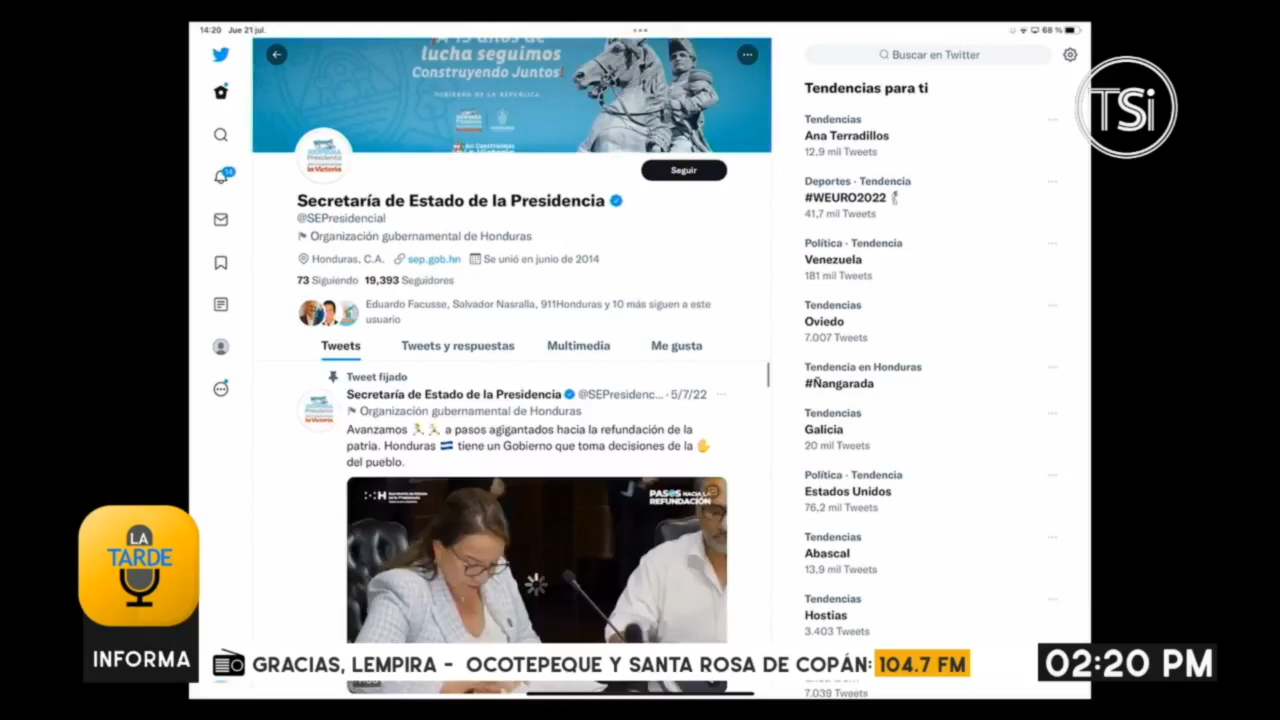 14:20 Jue 21 jul.
68 %
¡A 13 años de
lucha seguimos
Construyendo Juntos!
GOBIERNO DE LA REPÚBLICA
Seguir
Secretaría de Estado de la Presidencia
@SEPresidencial
Organización gubernamental de Honduras
Honduras, C.A. sep.gob.hn Se unió en junio de 2014
73 Siguiendo 19,393 Seguidores
Eduardo Facusse, Salvador Nasralla, 911Honduras y 10 más siguen a este
usuario
Tweets Tweets y respuestas Multimedia Me gusta
Tweet fijado
Secretaría de Estado de la Presidencia @SEPresidenc... · 5/7/22
Organización gubernamental de Honduras
Avanzamos a pasos agigantados hacia la refundación de la
patria. Honduras tiene un Gobierno que toma decisiones de la
del pueblo.
PASOS HACIA LA
REFUNDACIÓN
Buscar en Twitter
Tendencias para ti
Tendencias
Ana Terradillos
12,9 mil Tweets
Deportes · Tendencia
#WEURO2022
41,7 mil Tweets
Política · Tendencia
Venezuela
181 mil Tweets
Tendencias
Oviedo
7.007 Tweets
Tendencia en Honduras
#Ñangarada
Tendencias
Galicia
20 mil Tweets
Política · Tendencia
Estados Unidos
76,2 mil Tweets
Tendencias
Abascal
13,9 mil Tweets
Tendencias
Hostias
3.403 Tweets
7.039 Tweets
14
TSi
LA
TARDE
INFORMA
GRACIAS, LEMPIRA - OCOTEPEQUE Y SANTA ROSA DE COPÁN: 104.7 FM
02:20 PM